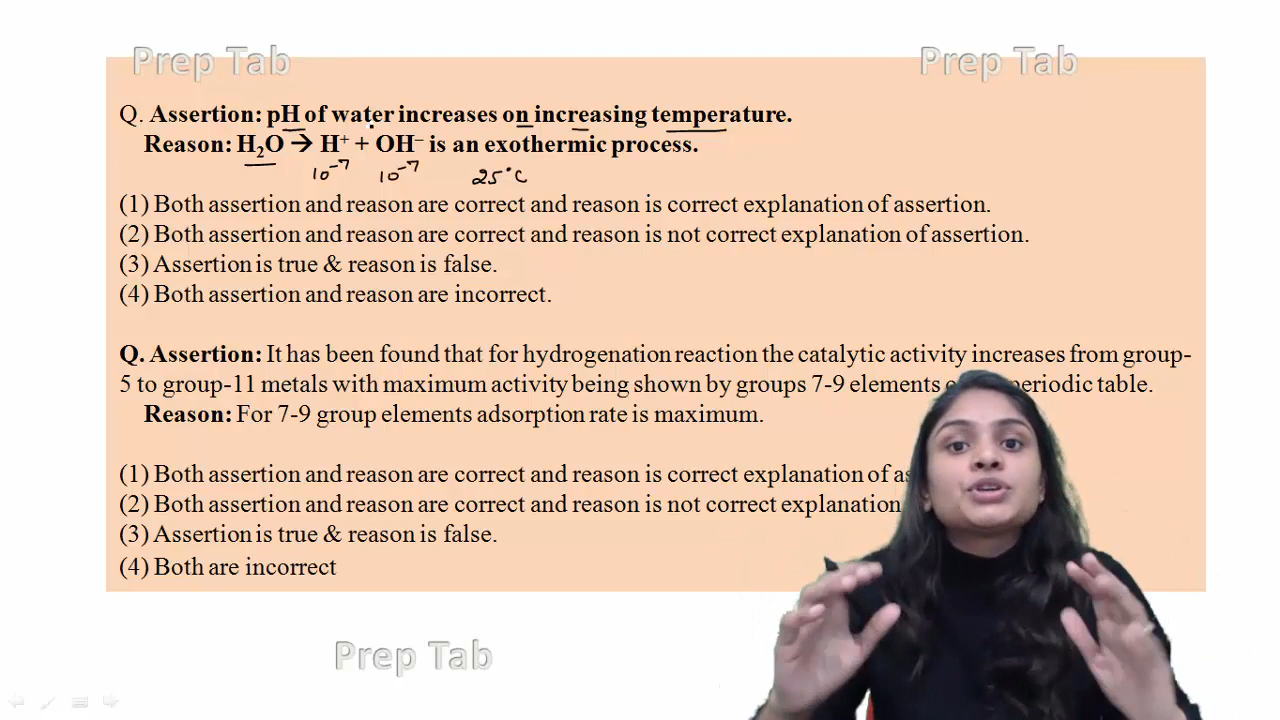 Prep Tab Prep Tab
Q. Assertion: pH of water increases on increasing temperature.
Reason: H₂O → H⁺ + OH⁻ is an exothermic process.
10⁻⁷ 10⁻⁷ 25°C
(1) Both assertion and reason are correct and reason is correct explanation of assertion.
(2) Both assertion and reason are correct and reason is not correct explanation of assertion.
(3) Assertion is true & reason is false.
(4) Both assertion and reason are incorrect.
Q. Assertion: It has been found that for hydrogenation reaction the catalytic activity increases from group-
5 to group-11 metals with maximum activity being shown by groups 7-9 elements periodic table.
Reason: For 7-9 group elements adsorption rate is maximum.
(1) Both assertion and reason are correct and reason is correct explanation of
(2) Both assertion and reason are correct and reason is not correct explanation
(3) Assertion is true & reason is false.
(4) Both are incorrect
Prep Tab